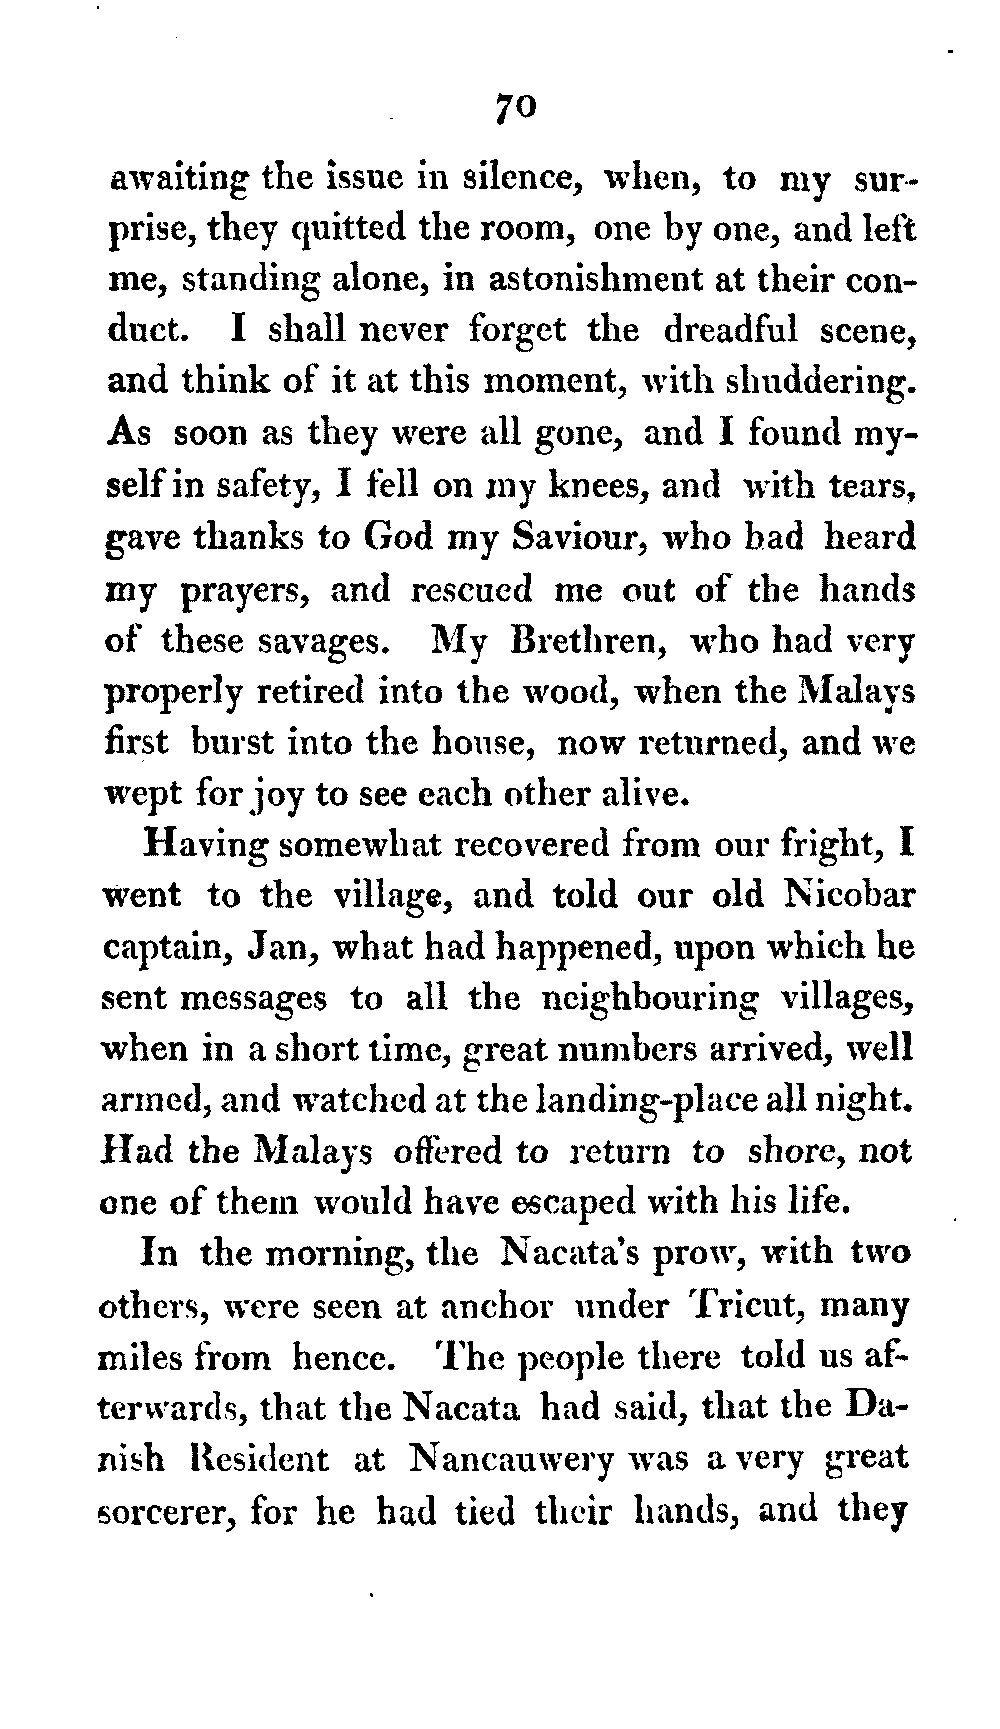 70
awaiting the issue in silence, when, to my sur-
prise, they quitted the room, one by one, and left
me, standing alone, in astonishment at their con-
duct. I shall never forget the dreadful scene,
and think of it at this moment, with shuddering.
As soon as they were all gone, and I found my-
self in safety, I fell on my knees, and with tears,
gave thanks to God my Saviour, who had heard
my prayers, and rescued me out of the hands
of these savages. My Brethren, who had very
properly retired into the wood, when the Malays
first burst into the house, now returned, and we
wept for joy to see each other alive.
Having somewhat recovered from our fright, I
went to the village, and told our old Nicobar
captain, Jan, what had happened, upon which he
sent messages to all the neighbouring villages,
when in a short time, great numbers arrived, well
armed, and watched at the landing-place all night.
Had the Malays offered to return to shore, not
one of them would have escaped with his life.
In the morning, the Nacata's prow, with two
others, were seen at anchor under Tricut, many
miles from hence. The people there told us af-
terwards, that the Nacata had said, that the Da-
nish Resident at Nancauwery was a very great
sorcerer, for he had tied their hands, and they